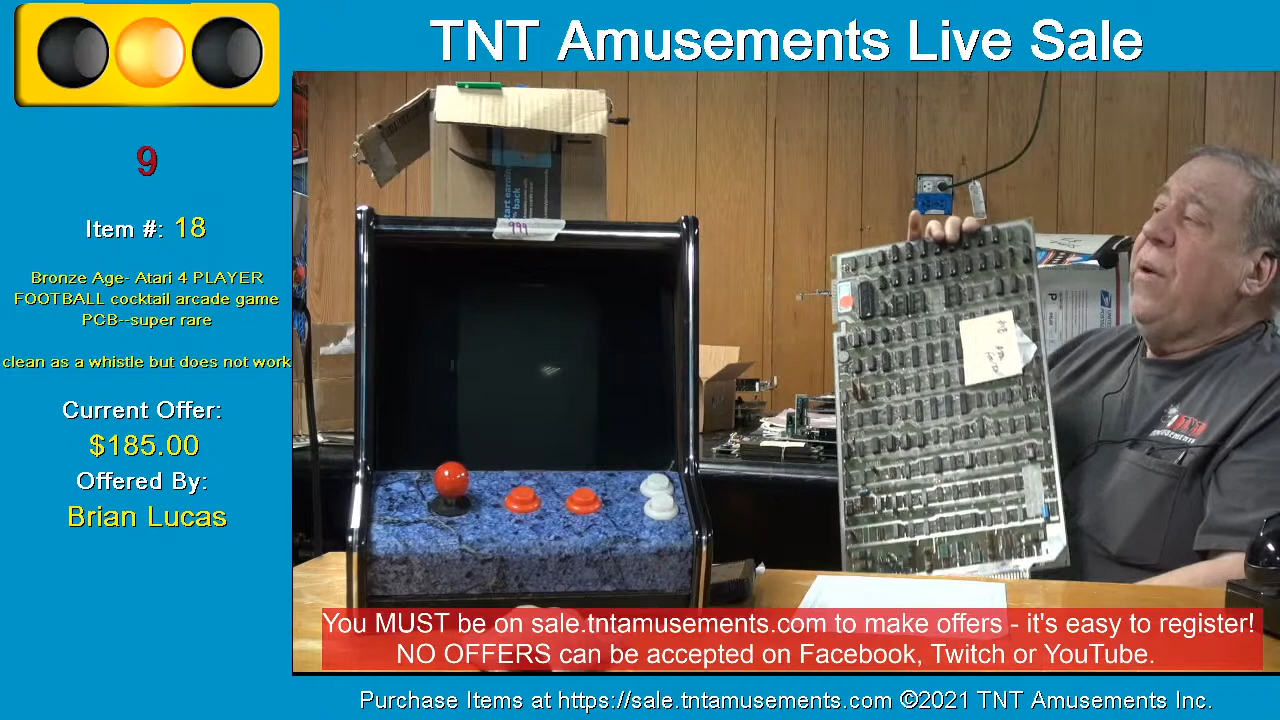 TNT Amusements Live Sale
9
Item #: 18
Bronze Age- Atari 4 PLAYER
FOOTBALL cocktail arcade game
PCB--super rare
clean as a whistle but does not work
Current Offer:
$185.00
Offered By:
Brian Lucas
999
TNT
AMUSEMENTS
You MUST be on sale.tntamusements.com to make offers - it's easy to register!
NO OFFERS can be accepted on Facebook, Twitch or YouTube.
Purchase Items at https://sale.tntamusements.com ©2021 TNT Amusements Inc.